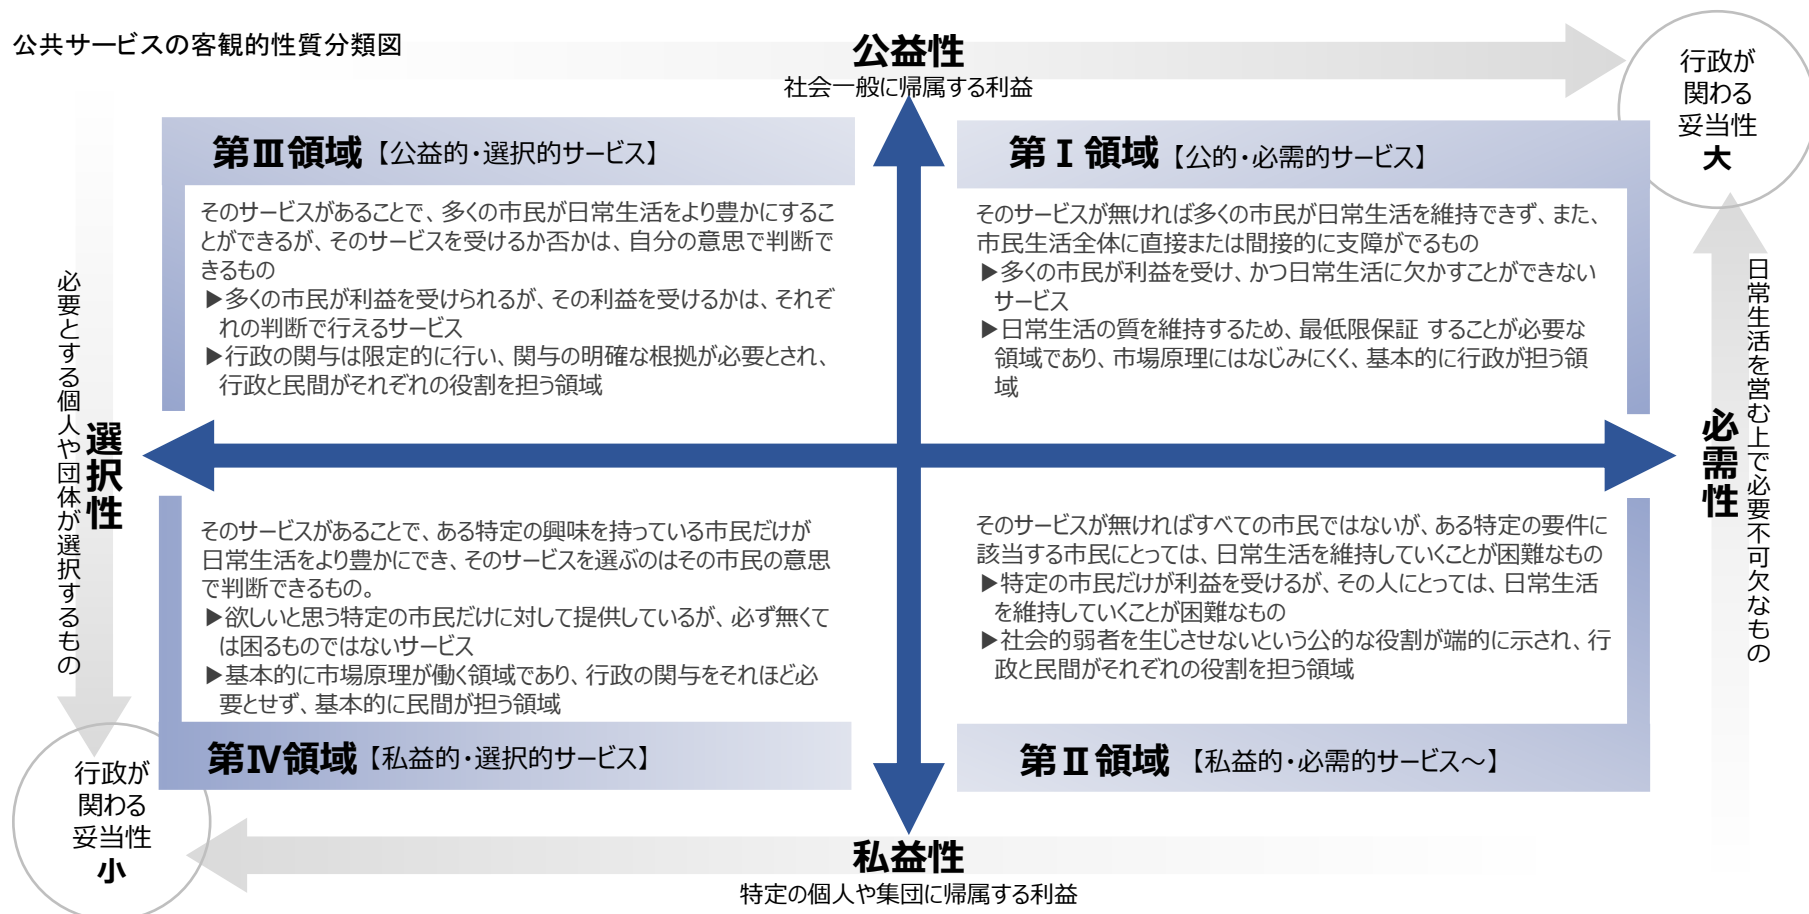 公共サービスの客観的性質分類図
公益性
社会一般に帰属する利益
行政が
関わる
妥当性
大
第Ⅲ領域【公益的・選択的サービス】
そのサービスがあることで、多くの市民が日常生活をより豊かにするこ
とができるが、そのサービスを受けるか否かは、自分の意思で判断で
きるもの
▶多くの市民が利益を受けられるが、その利益を受けるかは、それぞ
れの判断で行えるサービス
▶行政の関与は限定的に行い、関与の明確な根拠が必要とされ、
行政と民間がそれぞれの役割を担う領域
第Ⅰ領域【公的・必需的サービス】
そのサービスが無ければ多くの市民が日常生活を維持できず、また、
市民生活全体に直接または間接的に支障がでるもの
▶多くの市民が利益を受け、かつ日常生活に欠かすことができない
サービス
▶日常生活の質を維持するため、最低限保証 することが必要な
領域であり、市場原理にはなじみにくく、基本的に行政が担う領
域
必要とする個人や団体が選択するもの
選択性
必需性
日常生活を営む上で必要不可欠なもの
そのサービスがあることで、ある特定の興味を持っている市民だけが
日常生活をより豊かにでき、そのサービスを選ぶのはその市民の意思
で判断できるもの。
▶欲しいと思う特定の市民だけに対して提供しているが、必ず無くて
は困るものではないサービス
▶基本的に市場原理が働く領域であり、行政の関与をそれほど必
要とせず、基本的に民間が担う領域
第Ⅳ領域【私益的・選択的サービス】
そのサービスが無ければすべての市民ではないが、ある特定の要件に
該当する市民にとっては、日常生活を維持していくことが困難なもの
▶特定の市民だけが利益を受けるが、その人にとっては、日常生活
を維持していくことが困難なもの
▶社会的弱者を生じさせないという公的な役割が端的に示され、行
政と民間がそれぞれの役割を担う領域
第Ⅱ領域【私益的・必需的サービス～】
行政が
関わる
妥当性
小
私益性
特定の個人や集団に帰属する利益